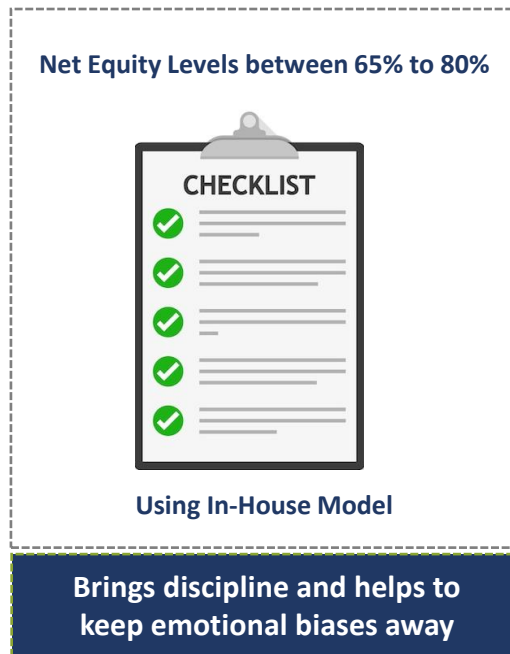 Net Equity Levels between 65% to 80%
CHECKLIST
Using In-House Model
Brings discipline and helps to
keep emotional biases away